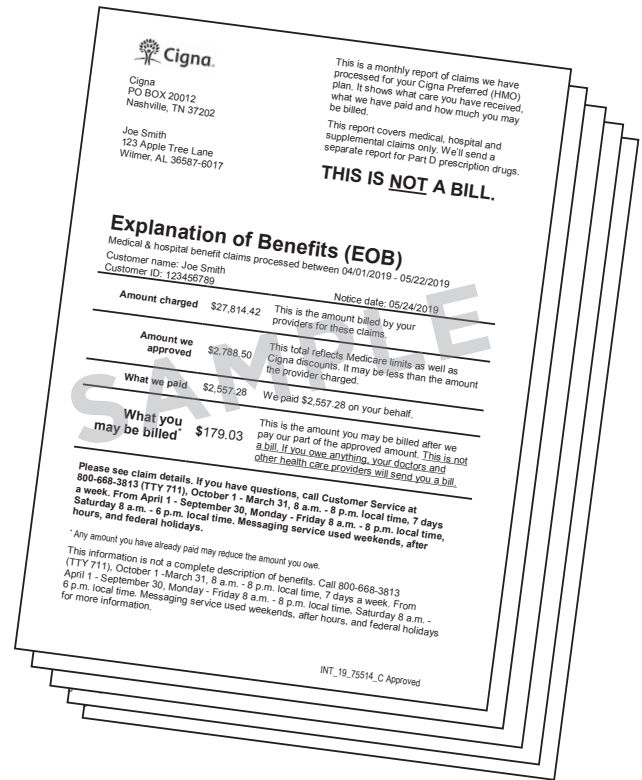 Cigna®
This is a monthly report of claims we have
processed for your Cigna Preferred (HMO)
plan. It shows what care you have received,
what we have paid and how much you may
be billed.
Cigna
PO BOX 20012
Nashville, TN 37202
This report covers medical, hospital and
supplemental claims only. We'll send a
separate report for Part D prescription drugs.
Joe Smith
123 Apple Tree Lane
Wilmer, AL 36587-6017
THIS IS NOT A BILL.
Explanation of Benefits (EOB)
Medical & hospital benefit claims processed between 04/01/2019 - 05/22/2019
Customer name: Joe Smith
Customer ID: 123456789
Notice date: 05/24/2019
Amount charged $27,814.42
This is the amount billed by your
providers for these claims.
Amount we
approved $2,788.50
This total reflects Medicare limits as well as
Cigna discounts. It may be less than the amount
the provider charged.
What we paid $2,557.28
We paid $2,557.28 on your behalf.
What you
may be billed* $179.03
This is the amount you may be billed after we
pay our part of the approved amount. This is not
a bill. If you owe anything, your doctors and
other health care providers will send you a bill.
SAMPLE
Please see claim details. If you have questions, call Customer Service at
800-668-3813 (TTY 711), October 1 - March 31, 8 a.m. - 8 p.m. local time, 7 days
a week. From April 1 - September 30, Monday - Friday 8 a.m. - 8 p.m. local time,
Saturday 8 a.m. - 6 p.m. local time. Messaging service used weekends, after
hours, and federal holidays.
* Any amount you have already paid may reduce the amount you owe.
This information is not a complete description of benefits. Call 800-668-3813
(TTY 711), October 1 -March 31, 8 a.m. - 8 p.m. local time, 7 days a week. From
April 1 - September 30, Monday - Friday 8 a.m. - 8 p.m. local time. Saturday 8 a.m. -
6 p.m. local time. Messaging service used weekends, after hours, and federal holidays
for more information.
INT_19_75514_C Approved